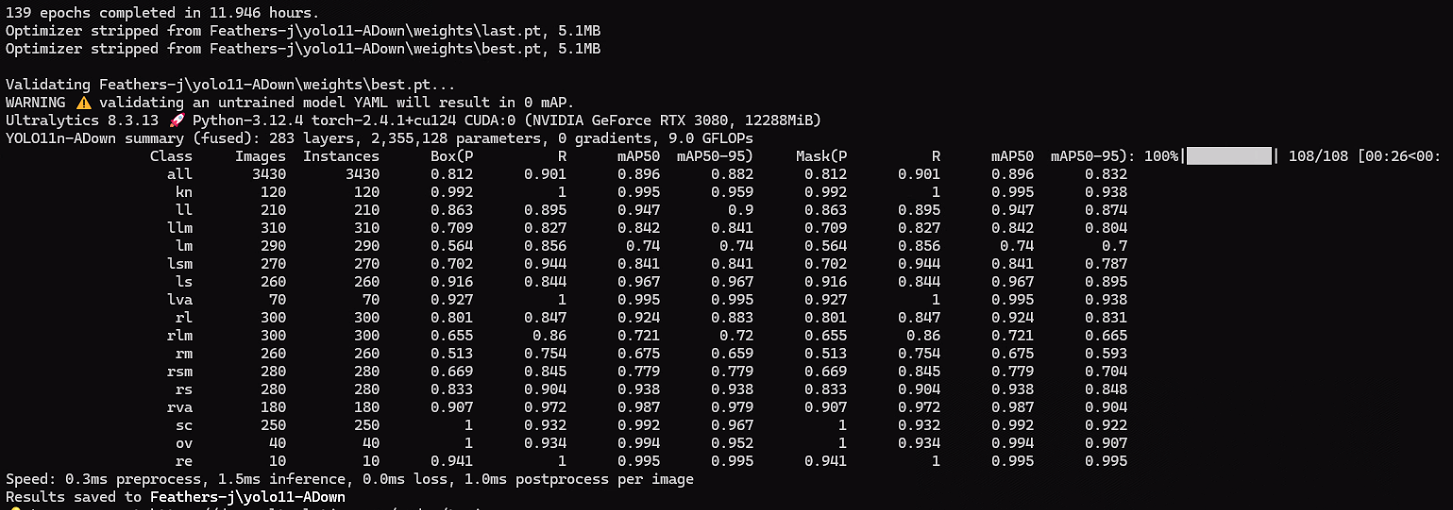 139 epochs completed in 11.946 hours.
Optimizer stripped from Feathers-j\yolo11-ADown\weights\last.pt, 5.1MB
Optimizer stripped from Feathers-j\yolo11-ADown\weights\best.pt, 5.1MB
Validating Feathers-j\yolo11-ADown\weights\best.pt...
WARNING ⚠️ validating an untrained model YAML will result in 0 mAP.
Ultralytics 8.3.13 🚀 Python-3.12.4 torch-2.4.1+cu124 CUDA:0 (NVIDIA GeForce RTX 3080, 12288MiB)
YOLO11n-ADown summary (fused): 283 layers, 2,355,128 parameters, 0 gradients, 9.0 GFLOPs
Class Images Instances Box(P R mAP50 mAP50-95) Mask(P R mAP50 mAP50-95): 100%|██████████| 108/108 [00:26<00:
all 3430 3430 0.812 0.901 0.896 0.882 0.812 0.901 0.896 0.832
kn 120 120 0.992 1 0.995 0.959 0.992 1 0.995 0.938
ll 210 210 0.863 0.895 0.947 0.9 0.863 0.895 0.947 0.874
llm 310 310 0.709 0.827 0.842 0.841 0.709 0.827 0.842 0.804
lm 290 290 0.564 0.856 0.74 0.74 0.564 0.856 0.74 0.7
lsm 270 270 0.702 0.944 0.841 0.841 0.702 0.944 0.841 0.787
ls 260 260 0.916 0.844 0.967 0.967 0.916 0.844 0.967 0.895
lva 70 70 0.927 1 0.995 0.995 0.927 1 0.995 0.938
rl 300 300 0.801 0.847 0.924 0.883 0.801 0.847 0.924 0.831
rlm 300 300 0.655 0.86 0.721 0.72 0.655 0.86 0.721 0.665
rm 260 260 0.513 0.754 0.675 0.659 0.513 0.754 0.675 0.593
rsm 280 280 0.669 0.845 0.779 0.779 0.669 0.845 0.779 0.704
rs 280 280 0.833 0.904 0.938 0.938 0.833 0.904 0.938 0.848
rva 180 180 0.907 0.972 0.987 0.979 0.907 0.972 0.987 0.904
sc 250 250 1 0.932 0.992 0.967 1 0.932 0.992 0.922
ov 40 40 1 0.934 0.994 0.952 1 0.934 0.994 0.907
re 10 10 0.941 1 0.995 0.995 0.941 1 0.995 0.995
Speed: 0.3ms preprocess, 1.5ms inference, 0.0ms loss, 1.0ms postprocess per image
Results saved to Feathers-j\yolo11-ADown